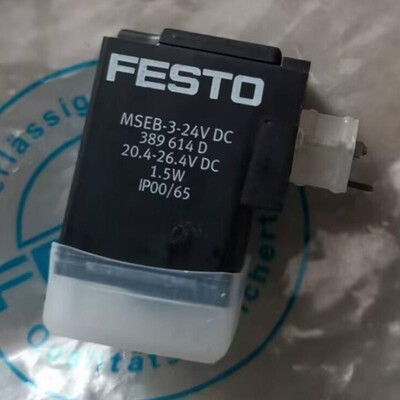 FESTO
MSEB-3-24V DC
389 614 D
20.4-26.4V DC
1.5W
IP00/65